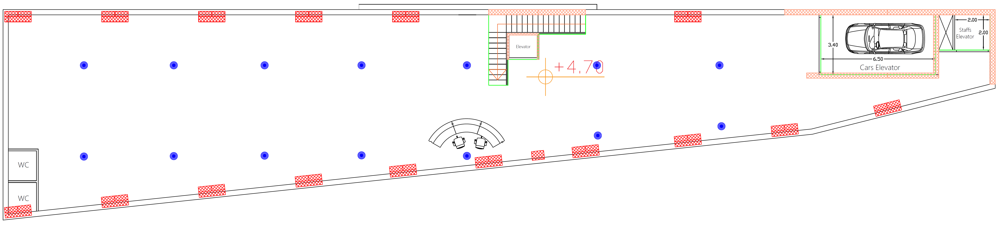 2.00
Staffs
Elevator
2.00
3.40
Elevator
6.50
+4.70
Cars Elevator
WC
WC